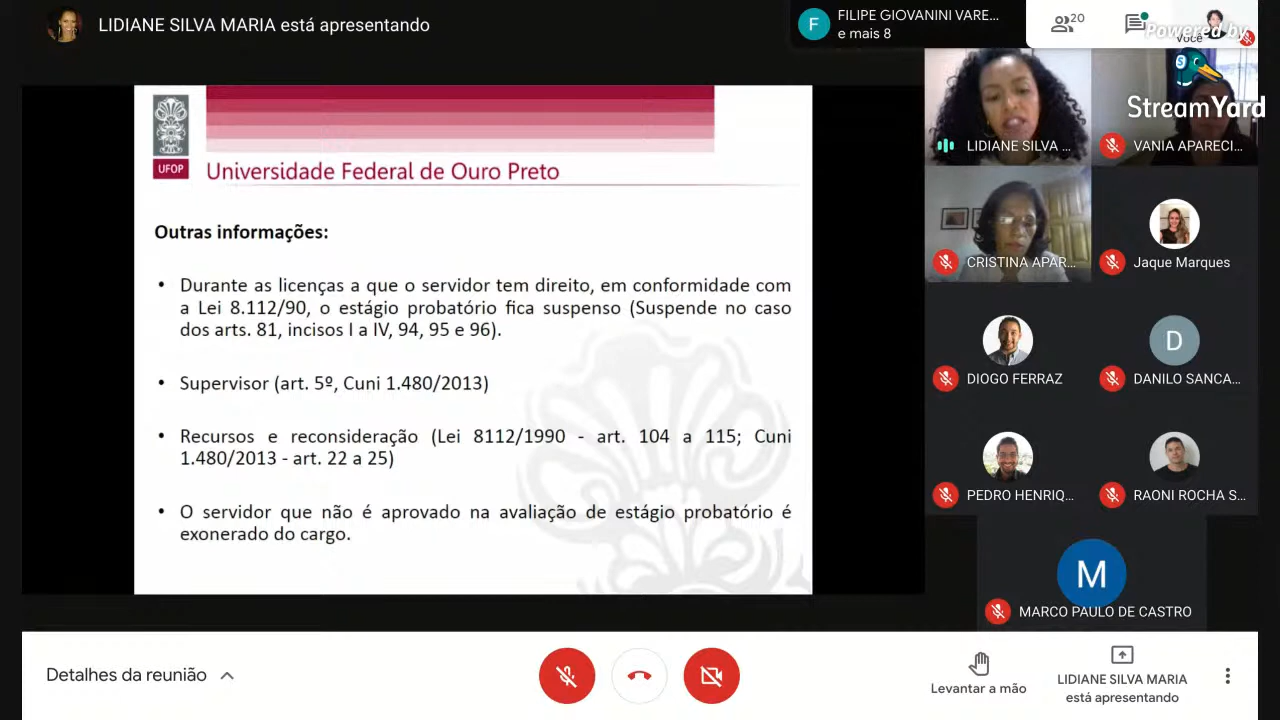 LIDIANE SILVA MARIA está apresentando
F
FILIPE GIOVANINI VARE...
e mais 8
20
Você
Powered by
StreamYard
UFOP
Universidade Federal de Ouro Preto
Outras informações:
• Durante as licenças a que o servidor tem direito, em conformidade com
a Lei 8.112/90, o estágio probatório fica suspenso (Suspende no caso
dos arts. 81, incisos I a IV, 94, 95 e 96).
• Supervisor (art. 5º, Cuni 1.480/2013)
• Recursos e reconsideração (Lei 8112/1990 - art. 104 a 115; Cuni
1.480/2013 - art. 22 a 25)
• O servidor que não é aprovado na avaliação de estágio probatório é
exonerado do cargo.
LIDIANE SILVA ...
VANIA APARECI...
CRISTINA APAR...
Jaque Marques
DIOGO FERRAZ
D
DANILO SANCA...
PEDRO HENRIQ...
RAONI ROCHA S...
M
MARCO PAULO DE CASTRO
Detalhes da reunião
Levantar a mão
LIDIANE SILVA MARIA
está apresentando